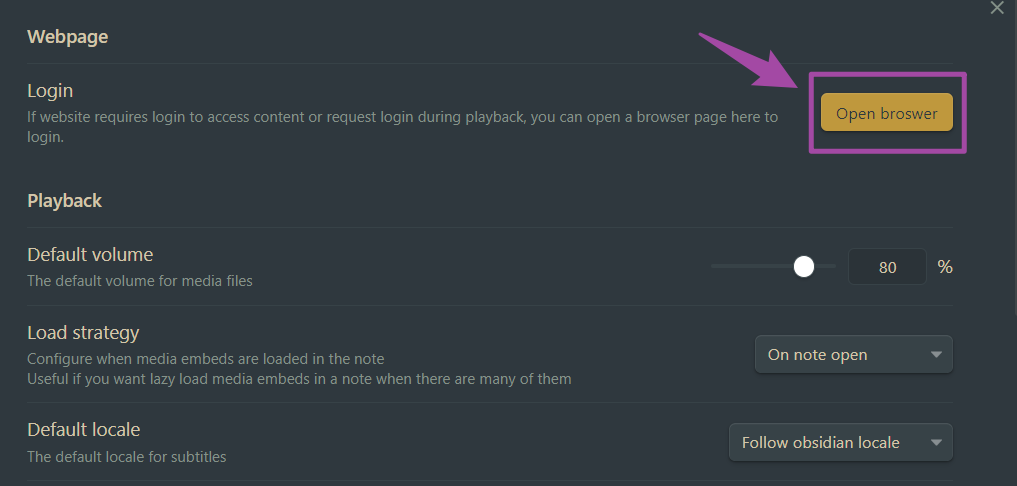 Webpage
Login
If website requires login to access content or request login during playback, you can open a browser page here to
login.
Open broswer
Playback
Default volume
The default volume for media files
80
%
Load strategy
Configure when media embeds are loaded in the note
Useful if you want lazy load media embeds in a note when there are many of them
On note open
Default locale
The default locale for subtitles
Follow obsidian locale